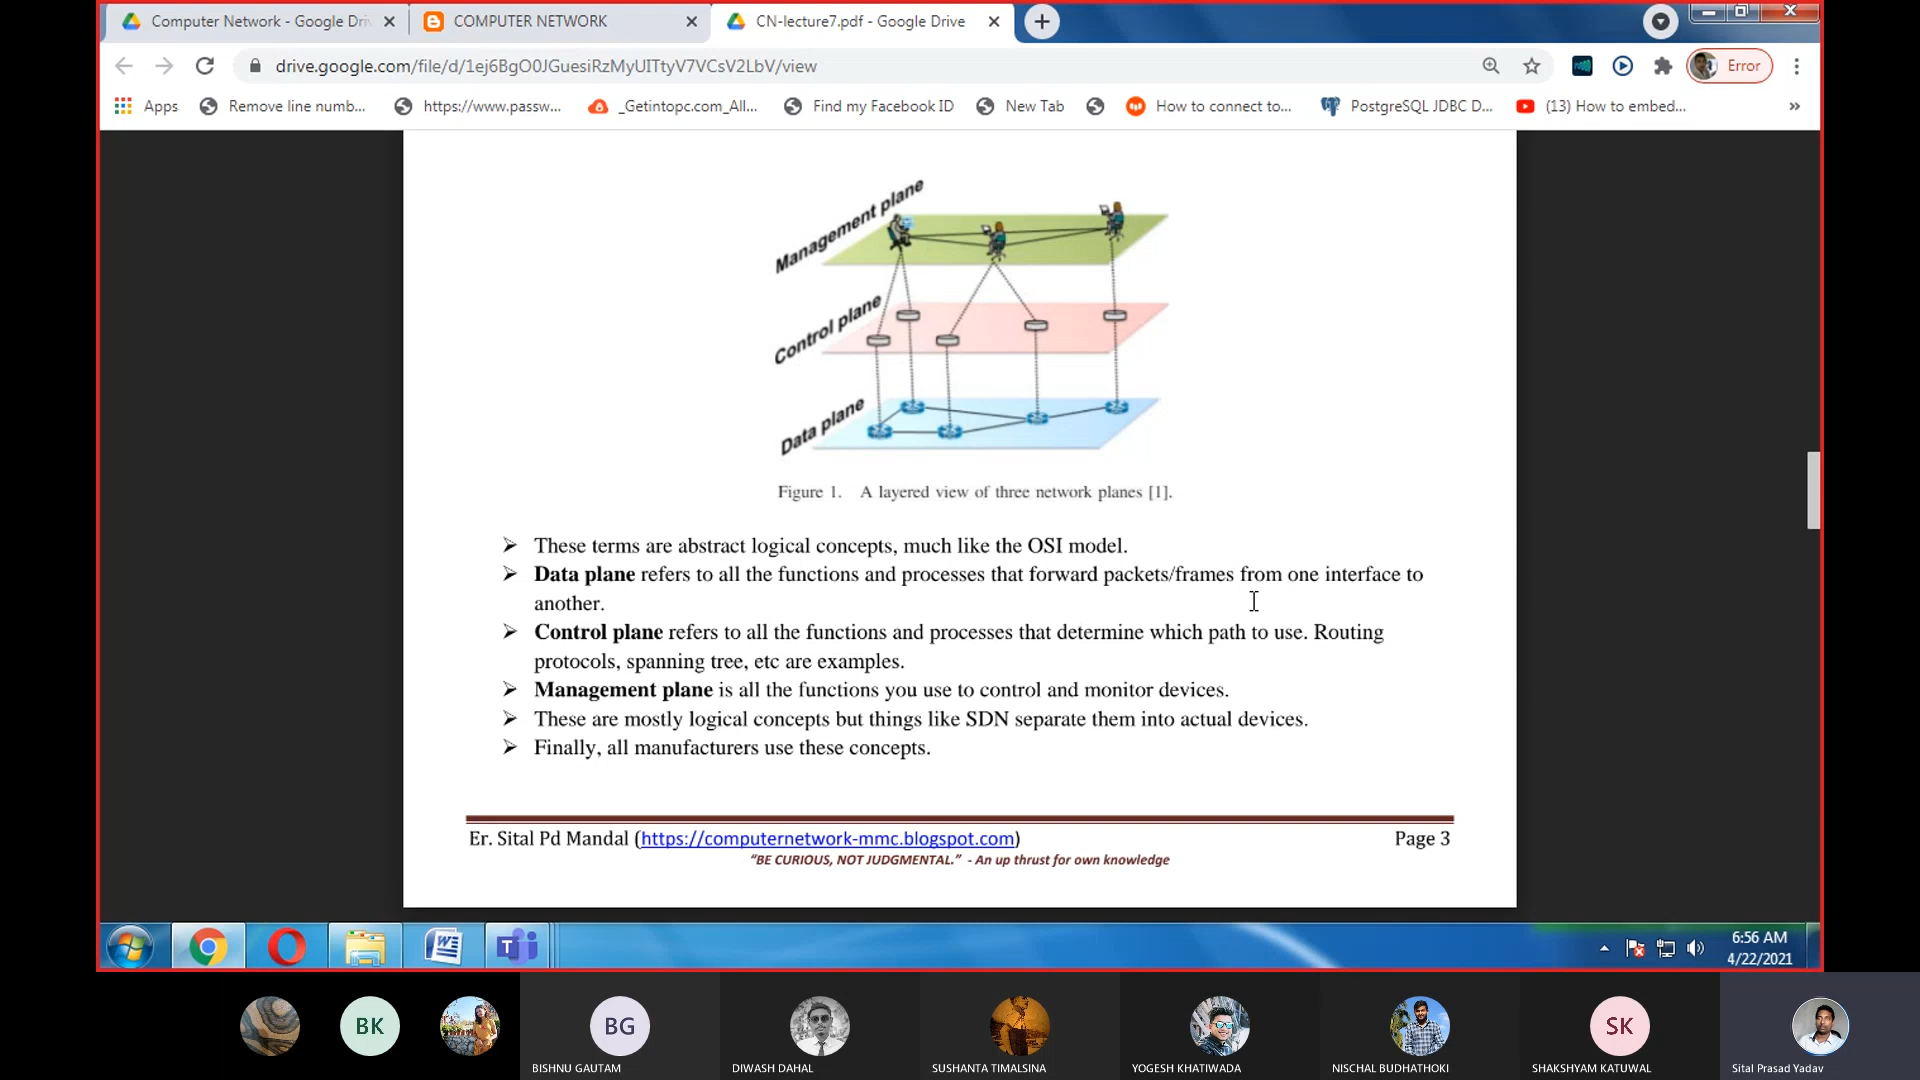 Computer Network - Google Dri
COMPUTER NETWORK
CN-lecture7.pdf - Google Drive
drive.google.com/file/d/1ej6BgO0JGuesiRzMyUITtyV7VCsV2LbV/view
Error
Apps
Remove line numb...
https://www.passw...
_Getintopc.com_All...
Find my Facebook ID
New Tab
How to connect to...
PostgreSQL JDBC D...
(13) How to embed...
»
Management plane
Control plane
Data plane
Figure 1. A layered view of three network planes [1].
➢ These terms are abstract logical concepts, much like the OSI model.
➢ Data plane refers to all the functions and processes that forward packets/frames from one interface to
another.
➢ Control plane refers to all the functions and processes that determine which path to use. Routing
protocols, spanning tree, etc are examples.
➢ Management plane is all the functions you use to control and monitor devices.
➢ These are mostly logical concepts but things like SDN separate them into actual devices.
➢ Finally, all manufacturers use these concepts.
Er. Sital Pd Mandal (https://computernetwork-mmc.blogspot.com) Page 3
“BE CURIOUS, NOT JUDGMENTAL.” - An up thrust for own knowledge
6:56 AM
4/22/2021
BK
BG
SK
BISHNU GAUTAM
DIWASH DAHAL
SUSHANTA TIMALSINA
YOGESH KHATIWADA
NISCHAL BUDHATHOKI
SHAKSHYAM KATUWAL
Sital Prasad Yadav